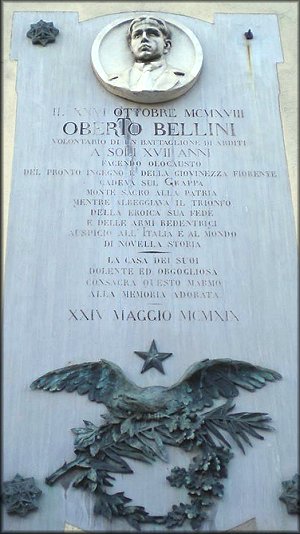 IL XXVI OTTOBRE MCMXVIII
OBERTO BELLINI
VOLONTARIO DI UN BATTAGLIONE DI ARDITI
A SOLI XVII ANNI
FACENDO OLOCAUSTO
DEL PRONTO INGEGNO E DELLA GIOVINEZZA FIORENTE
CADEVA SUL GRAPPA
MONTE SACRO ALLA PATRIA
MENTRE ALBEGGIAVA IL TRIONFO
DELLA EROICA SUA FEDE
E DELLE ARMI REDENTRICI
AUSPICIO ALL'ITALIA E AL MONDO
DI NOVELLA STORIA
LA CASA DEI SUOI
DOLENTE ED ORGOGLIOSA
CONSACRA QUESTO MARMO
ALLA MEMORIA ADORATA
XXIV MAGGIO MCMXIX